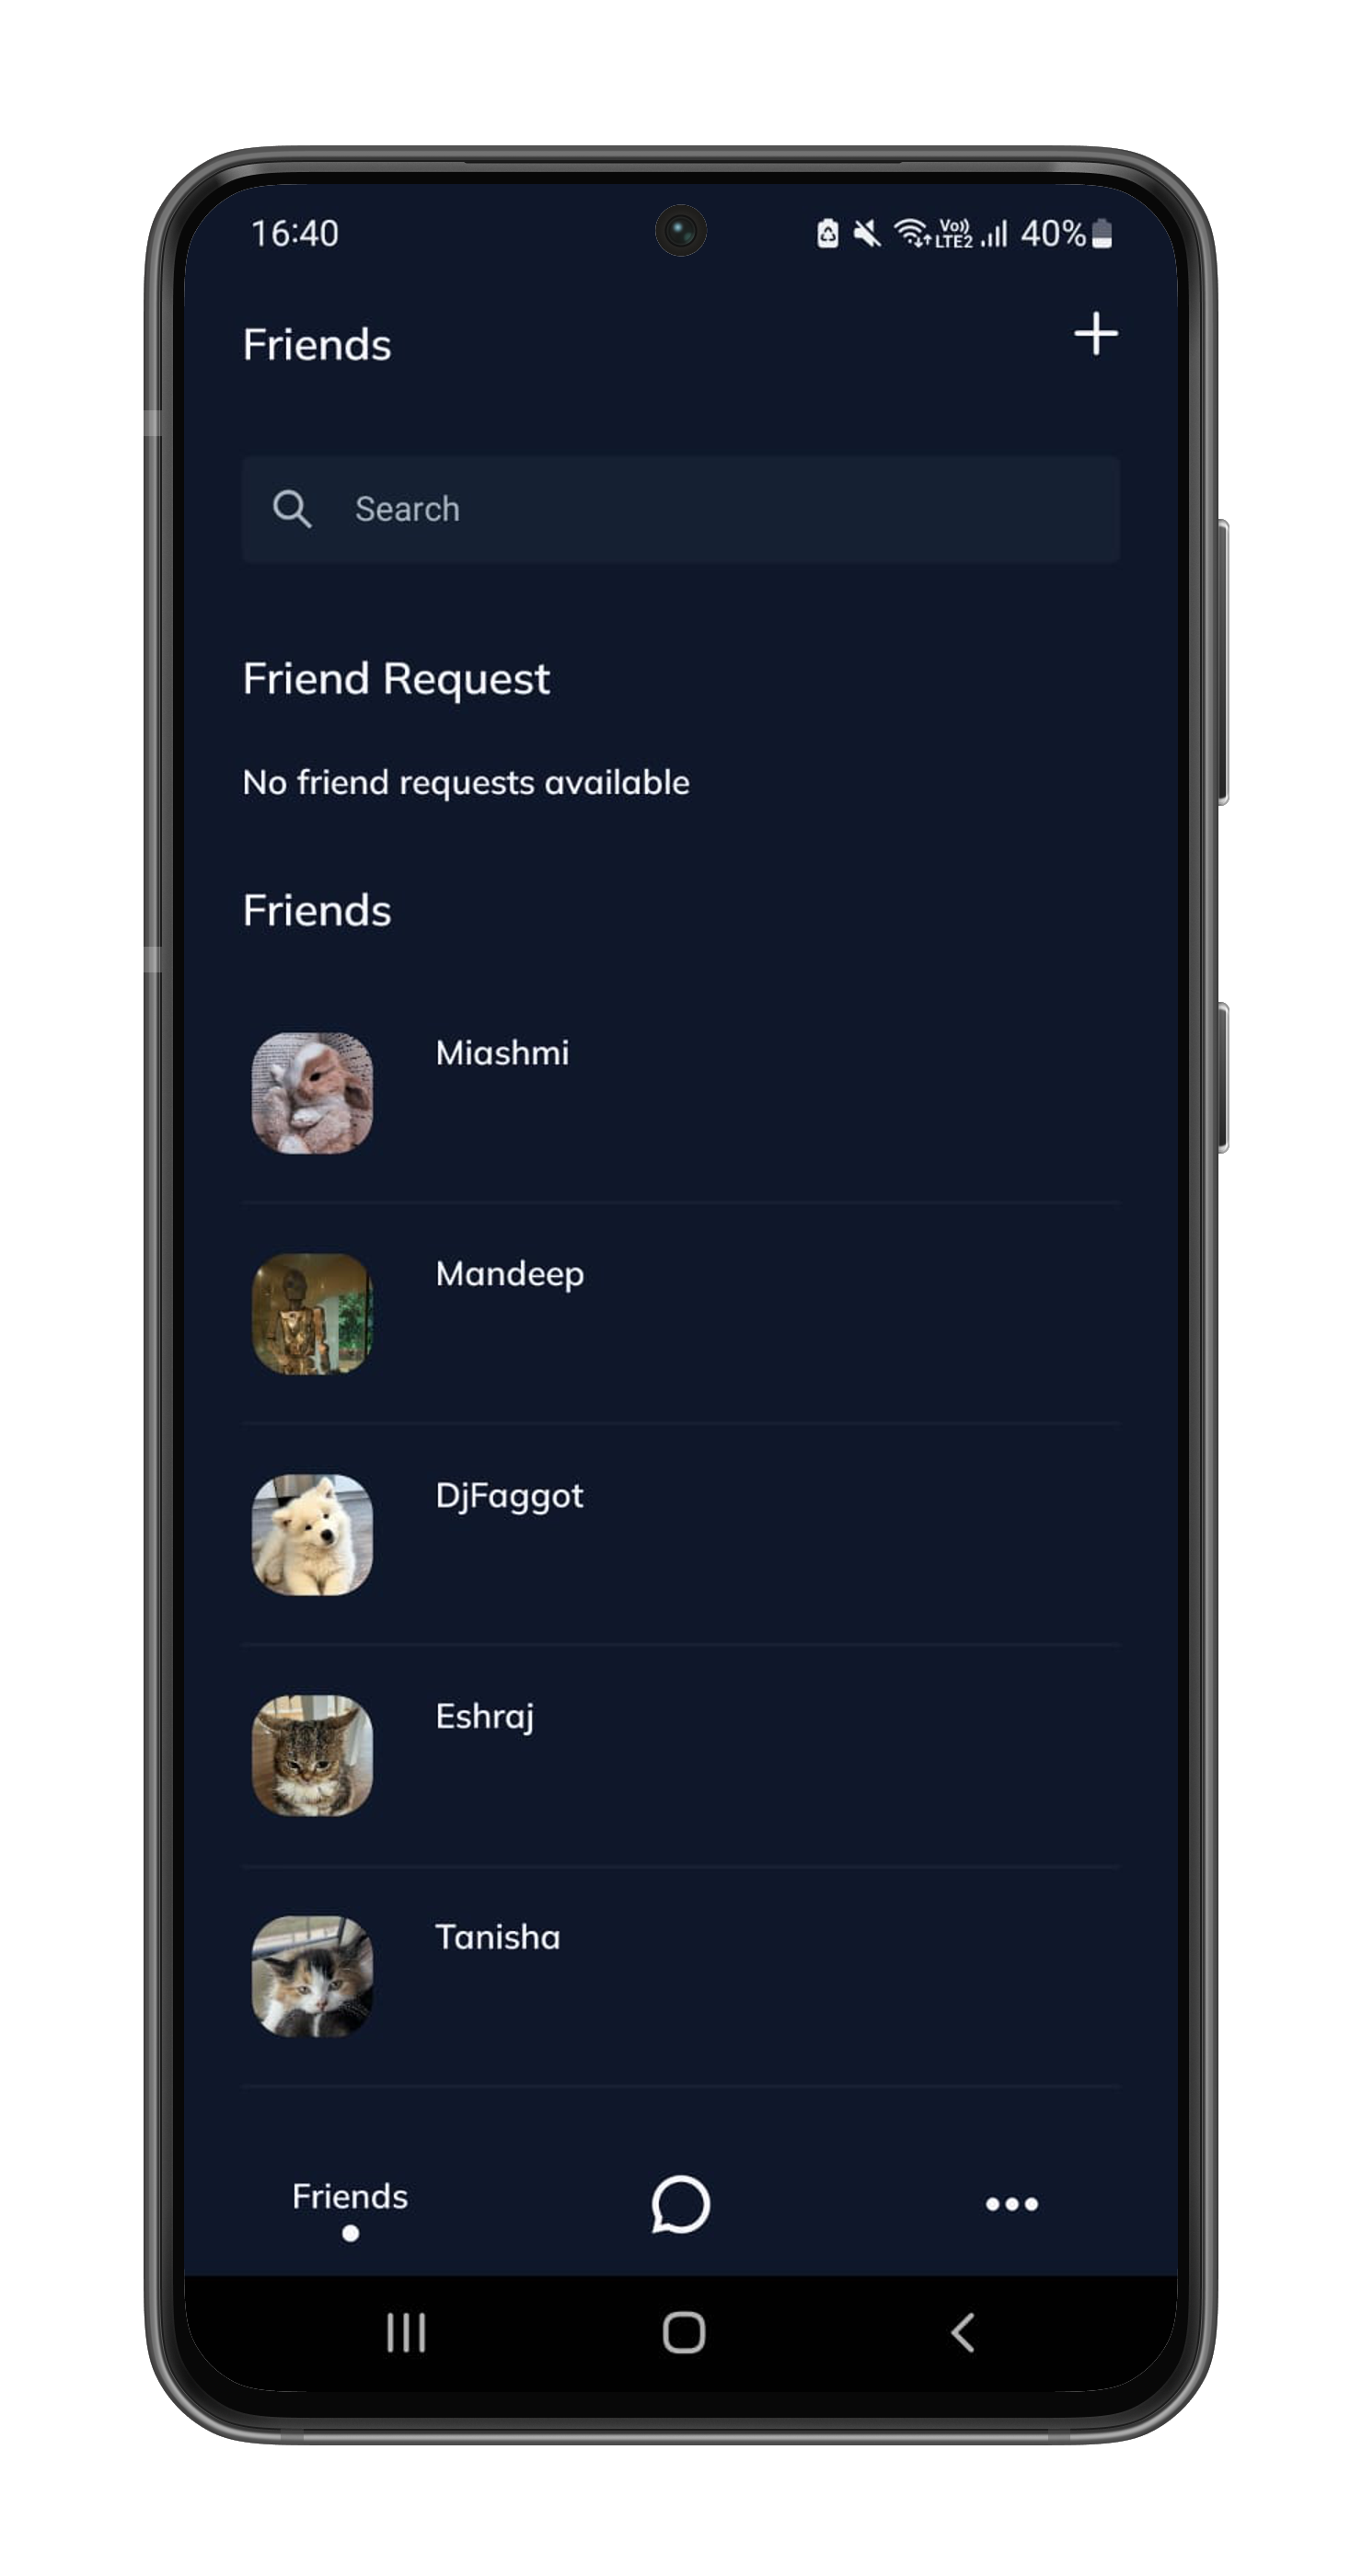 16:40
Vo))
LTE2
40%
Friends
Search
Friend Request
No friend requests available
Friends
Miashmi
Mandeep
DjFaggot
Eshraj
Tanisha
Friends